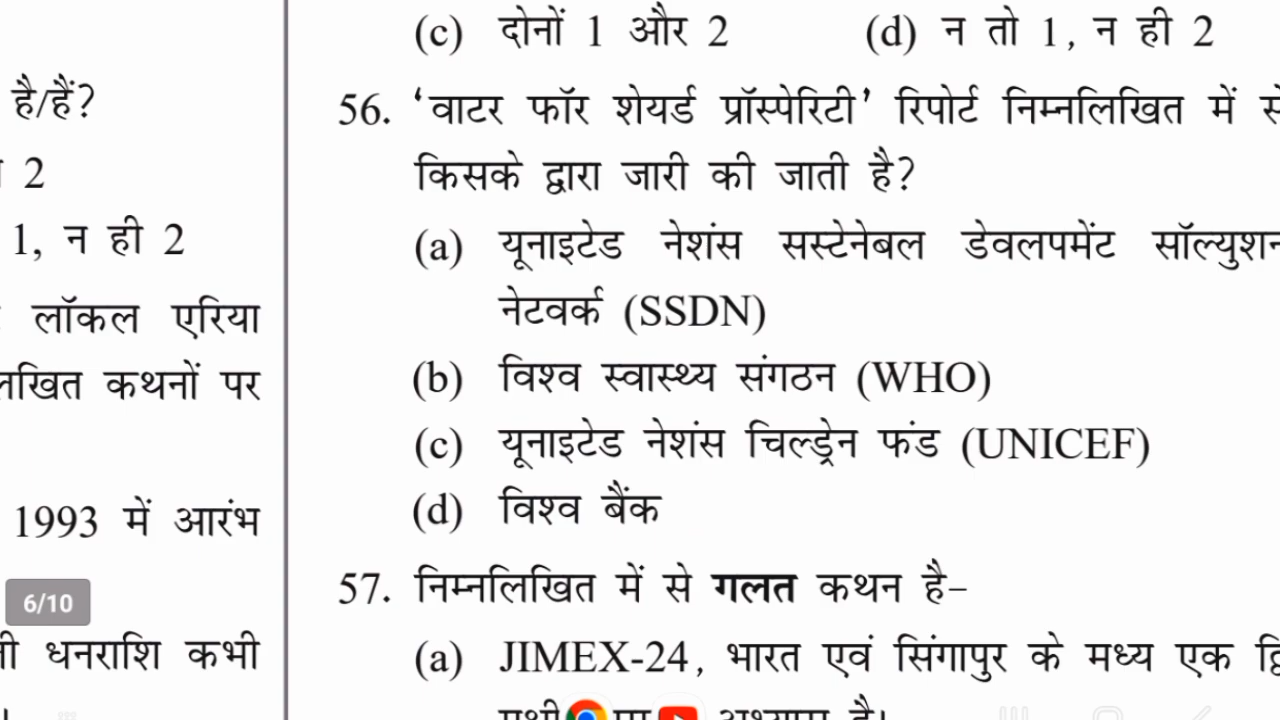 है/हैं?
2
1, न ही 2
लॉकल एरिया
कथनों पर
1993 में आरंभ
6/10
धनराशि कभी
(c) दोनों 1 और 2 (d) न तो 1, न ही 2
56. ‘वाटर फॉर शेयर्ड प्रॉस्पेरिटी’ रिपोर्ट निम्नलिखित में से
किसके द्वारा जारी की जाती है?
(a) यूनाइटेड नेशंस सस्टेनेबल डेवलपमेंट
नेटवर्क (SSDN)
(b) विश्व स्वास्थ्य संगठन (WHO)
(c) यूनाइटेड नेशंस चिल्ड्रेन फंड (UNICEF)
(d) विश्व बैंक
57. निम्नलिखित में से गलत कथन है–
(a) JIMEX-24, भारत एवं सिंगापुर के मध्य एक